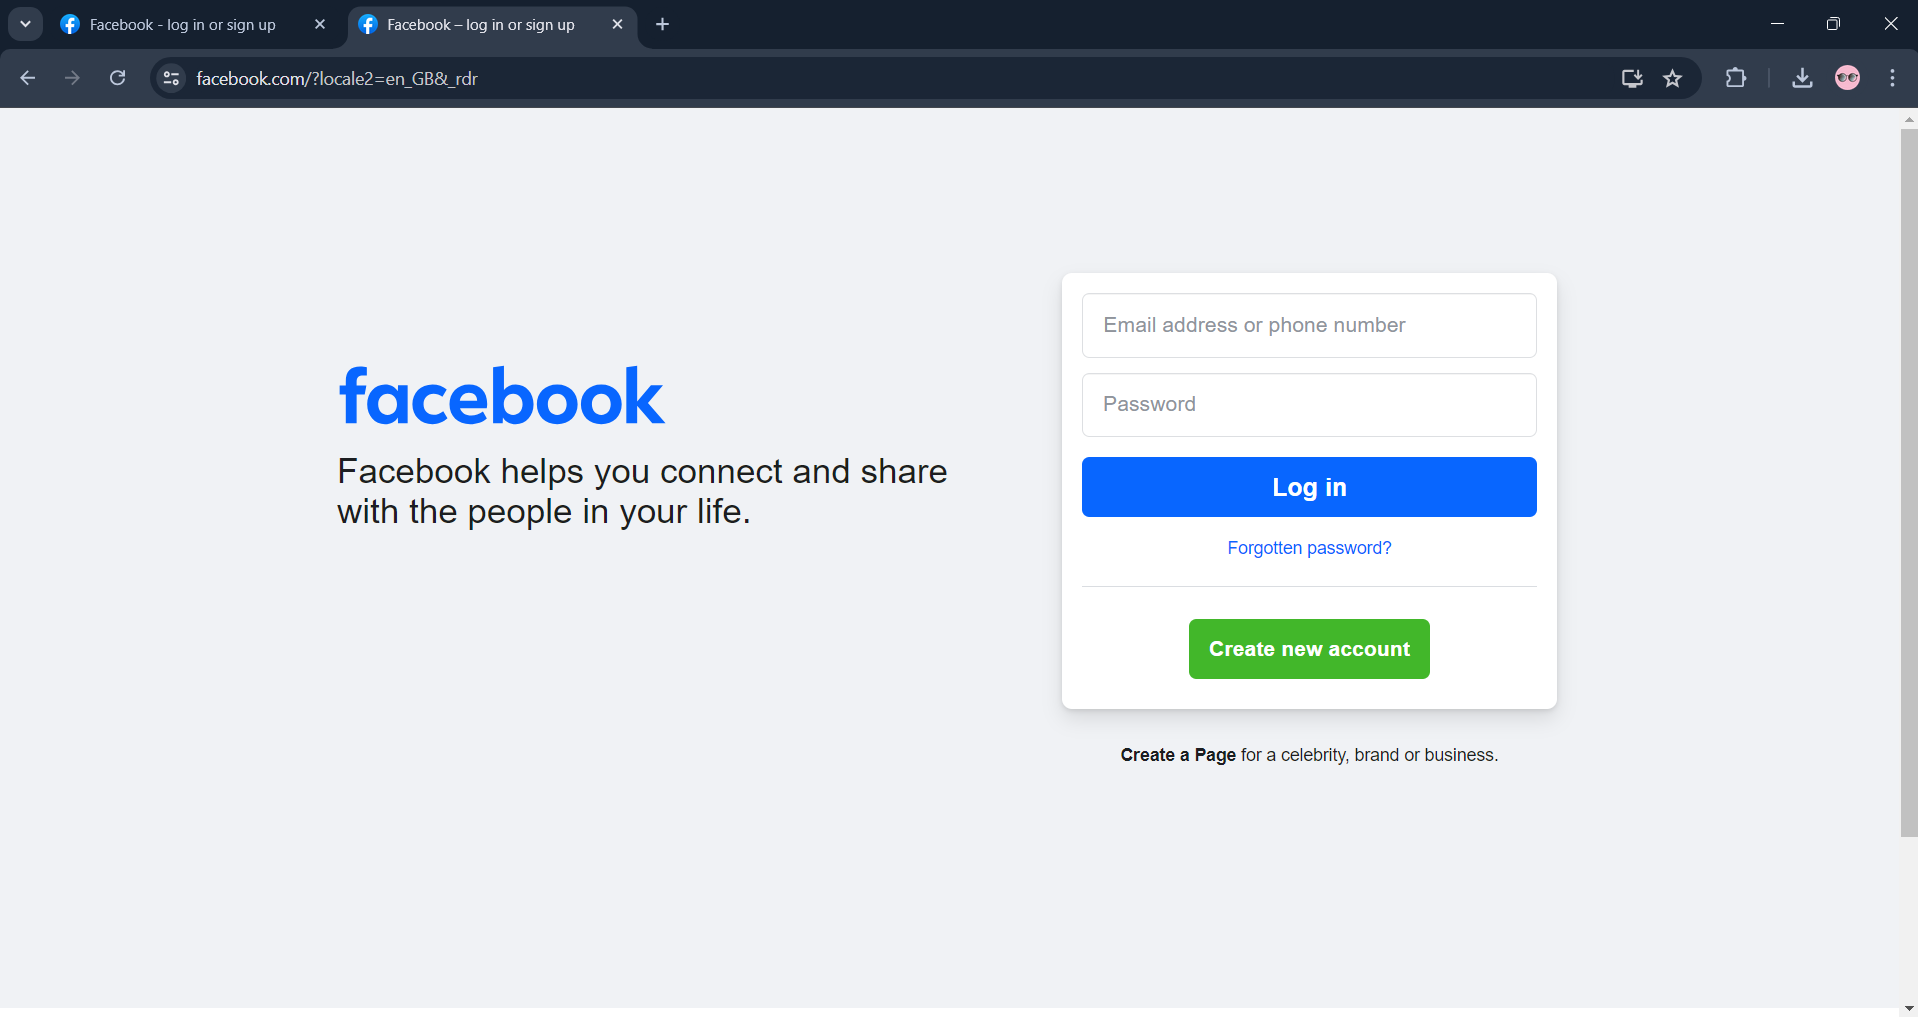 Facebook - log in or sign up
Facebook – log in or sign up
facebook.com/?locale2=en_GB&_rdr
facebook
Facebook helps you connect and share
with the people in your life.
Email address or phone number
Password
Log in
Forgotten password?
Create new account
Create a Page for a celebrity, brand or business.